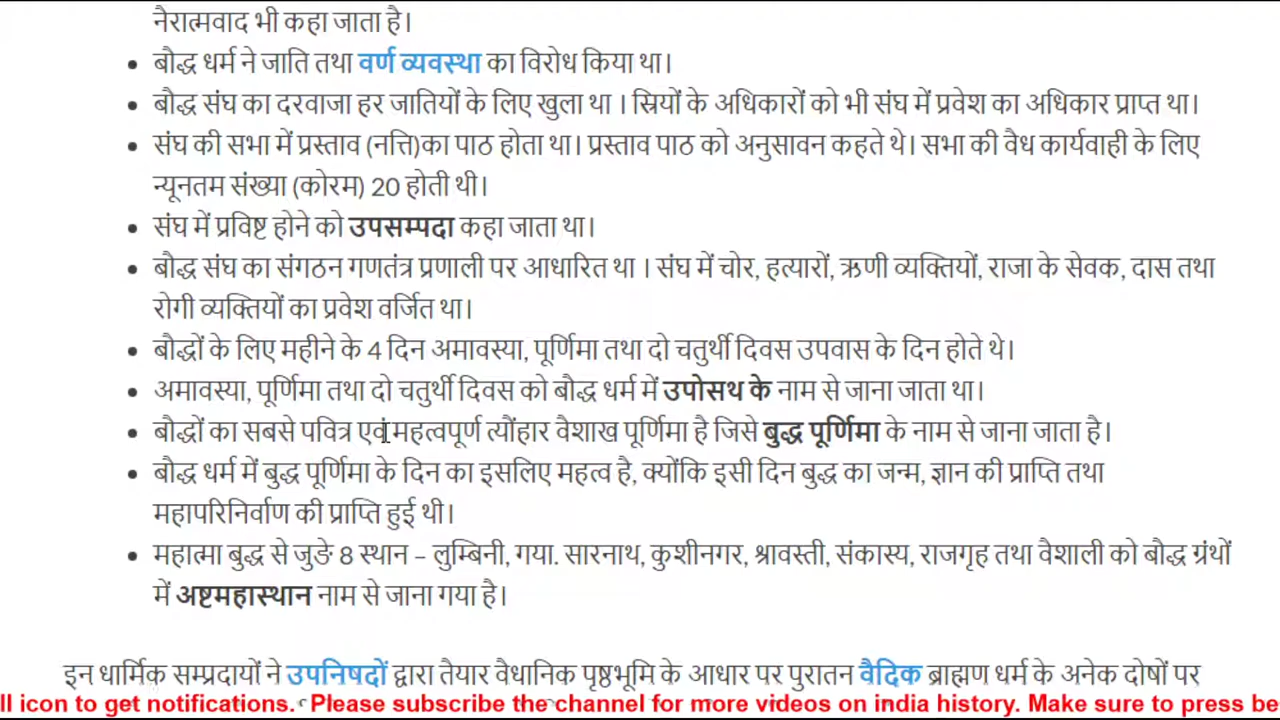 नैरात्मवाद भी कहा जाता है।
बौद्ध धर्म ने जाति तथा वर्ण व्यवस्था का विरोध किया था।
बौद्ध संघ का दरवाजा हर जातियों के लिए खुला था । स्रियों के अधिकारों को भी संघ में प्रवेश का अधिकार प्राप्त था।
संघ की सभा में प्रस्ताव (नत्ति)का पाठ होता था। प्रस्ताव पाठ को अनुसावन कहते थे। सभा की वैध कार्यवाही के लिए
न्यूनतम संख्या (कोरम) 20 होती थी।
संघ में प्रविष्ट होने को उपसम्पदा कहा जाता था।
बौद्ध संघ का संगठन गणतंत्र प्रणाली पर आधारित था । संघ में चोर, हत्यारों, ऋणी व्यक्तियों, राजा के सेवक, दास तथा
रोगी व्यक्तियों का प्रवेश वर्जित था।
बौद्धों के लिए महीने के 4 दिन अमावस्या, पूर्णिमा तथा दो चतुर्थी दिवस उपवास के दिन होते थे।
अमावस्या, पूर्णिमा तथा दो चतुर्थी दिवस को बौद्ध धर्म में उपोसथ के नाम से जाना जाता था।
बौद्धों का सबसे पवित्र एवं महत्वपूर्ण त्यौंहार वैशाख पूर्णिमा है जिसे बुद्ध पूर्णिमा के नाम से जाना जाता है।
बौद्ध धर्म में बुद्ध पूर्णिमा के दिन का इसलिए महत्व है, क्योंकि इसी दिन बुद्ध का जन्म, ज्ञान की प्राप्ति तथा
महापरिनिर्वाण की प्राप्ति हुई थी।
महात्मा बुद्ध से जुङे 8 स्थान – लुम्बिनी, गया. सारनाथ, कुशीनगर, श्रावस्ती, संकास्य, राजगृह तथा वैशाली को बौद्ध ग्रंथों
में अष्टमहास्थान नाम से जाना गया है।
इन धार्मिक सम्प्रदायों ने उपनिषदों द्वारा तैयार वैधानिक पृष्ठभूमि के आधार पर पुरातन वैदिक ब्राह्मण धर्म के अनेक दोषों पर
ll icon to get notifications. Please subscribe the channel for more videos on india history. Make sure to press be